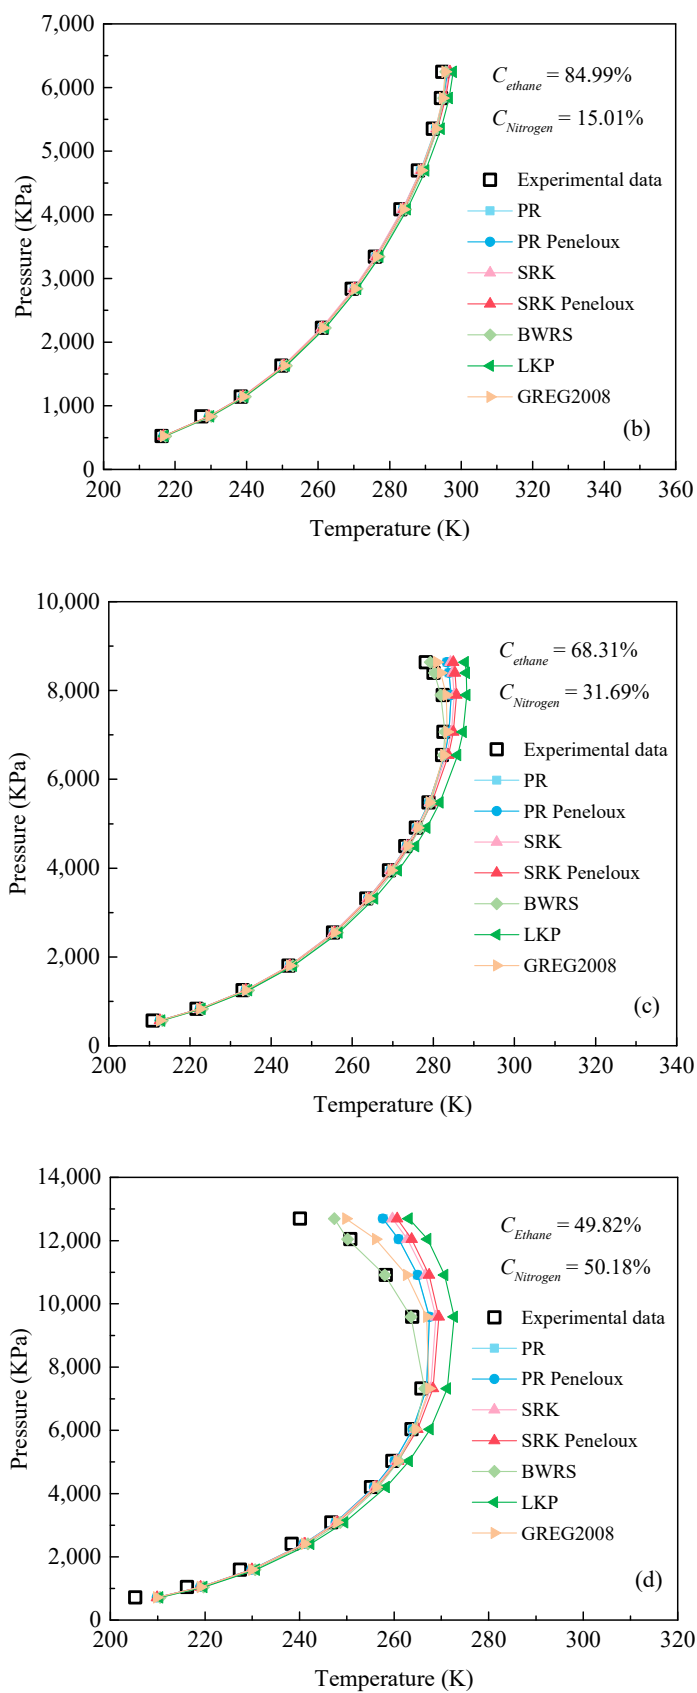 7,000
6,000
5,000
4,000
3,000
2,000
1,000
0
Pressure (KPa)
C_ethane = 84.99%
C_Nitrogen = 15.01%
Experimental data
PR
PR Peneloux
SRK
SRK Peneloux
BWRS
LKP
GREG2008
(b)
200 220 240 260 280 300 320 340 360
Temperature (K)
10,000
8,000
6,000
4,000
2,000
0
Pressure (KPa)
C_ethane = 68.31%
C_Nitrogen = 31.69%
Experimental data
PR
PR Peneloux
SRK
SRK Peneloux
BWRS
LKP
GREG2008
(c)
200 220 240 260 280 300 320 340
Temperature (K)
14,000
12,000
10,000
8,000
6,000
4,000
2,000
0
Pressure (KPa)
C_Ethane = 49.82%
C_Nitrogen = 50.18%
Experimental data
PR
PR Peneloux
SRK
SRK Peneloux
BWRS
LKP
GREG2008
(d)
200 220 240 260 280 300 320
Temperature (K)